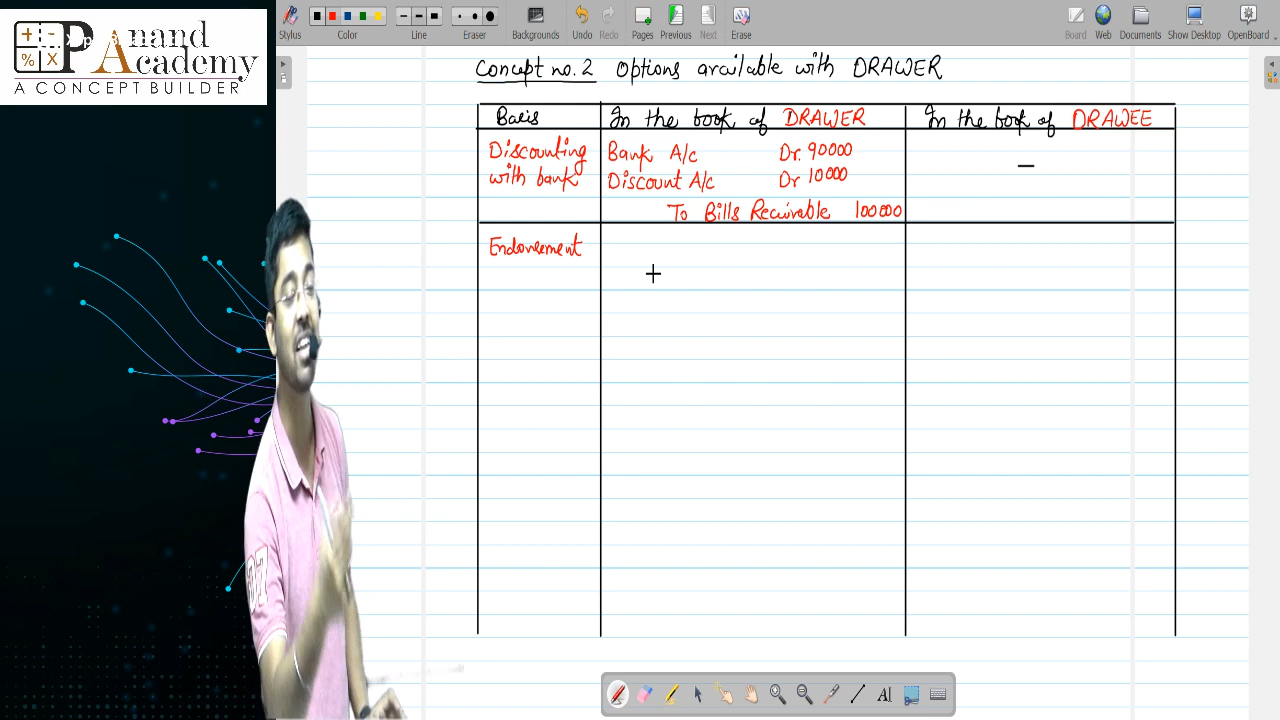 Anand
PAcademy
A CONCEPT BUILDER
Stylus
Color
Line
Eraser
Backgrounds
Undo
Redo
Pages
Previous
Next
Erase
Board
Web
Documents
Show Desktop
OpenBoard
Concept no. 2 Options available with DRAWER
Basis
In the book of DRAWER
In the book of DRAWEE
Discounting
with bank
Bank A/c Dr. 90000
Discount A/c Dr 10000
To Bills Receivable 100000
—
Endorsement
07